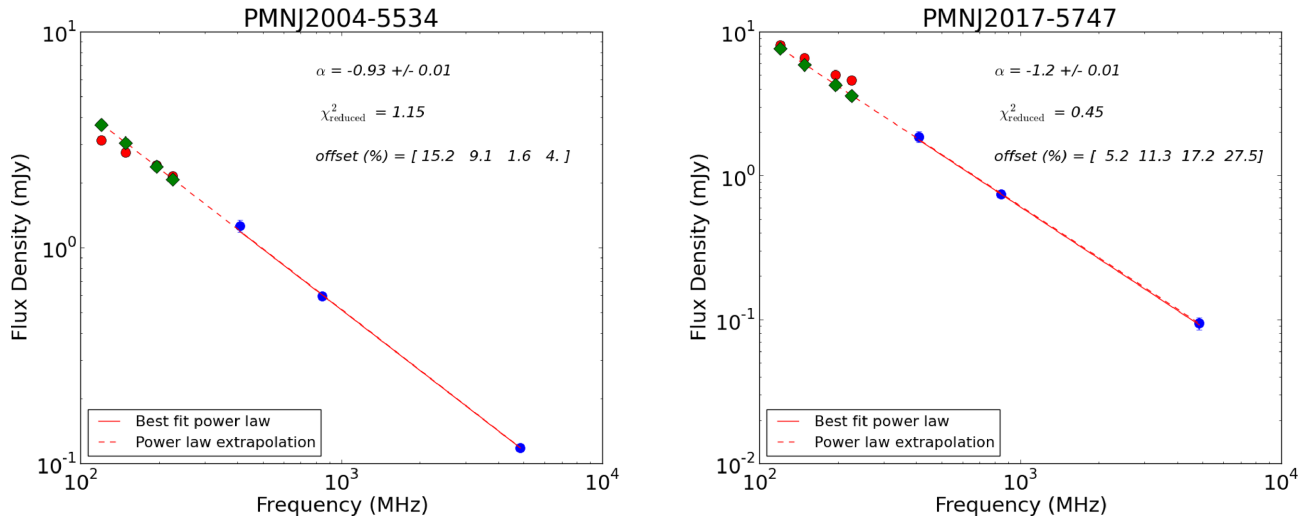 PMNJ2004-5534
α = -0.93 +/- 0.01
χ²reduced = 1.15
offset (%) = [ 15.2 9.1 1.6 4. ]
Flux Density (mJy)
10¹
10⁰
10⁻¹
Best fit power law
Power law extrapolation
10² 10³ 10⁴
Frequency (MHz)
PMNJ2017-5747
α = -1.2 +/- 0.01
χ²reduced = 0.45
offset (%) = [ 5.2 11.3 17.2 27.5]
Flux Density (mJy)
10¹
10⁰
10⁻¹
10⁻²
Best fit power law
Power law extrapolation
10² 10³ 10⁴
Frequency (MHz)